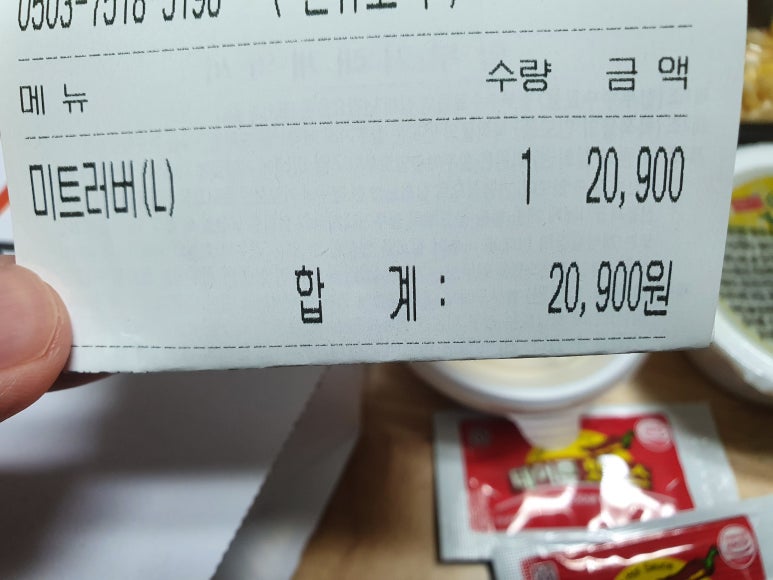 메 뉴 수량 금 액
미트러버(L) 1 20,900
합 계 : 20,900원